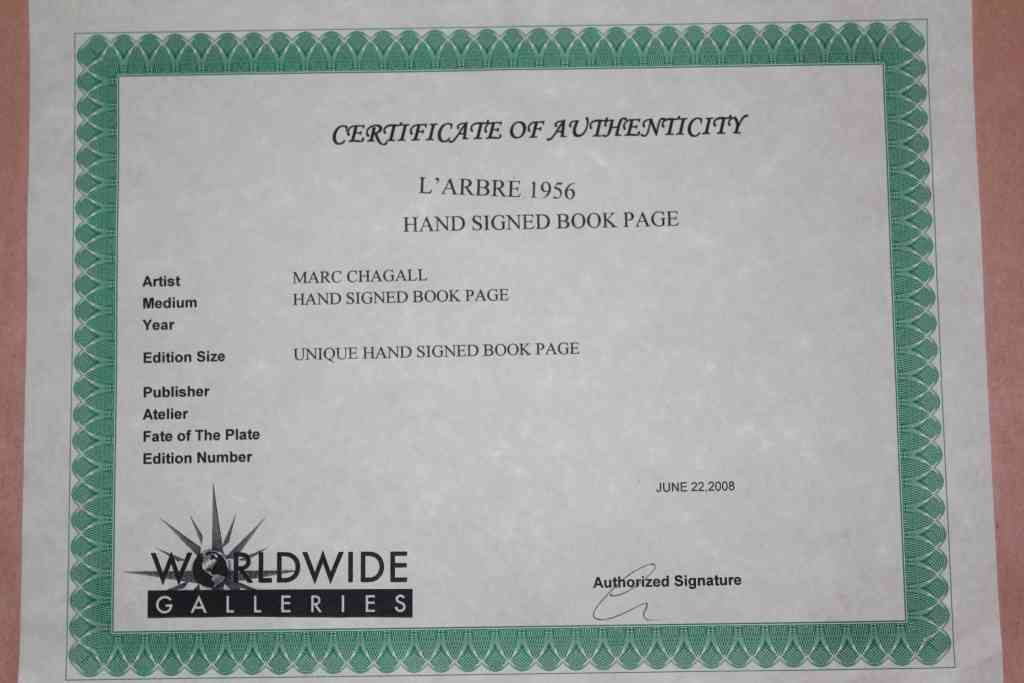 CERTIFICATE OF AUTHENTICITY
L'ARBRE 1956
HAND SIGNED BOOK PAGE
Artist MARC CHAGALL
Medium HAND SIGNED BOOK PAGE
Year
Edition Size UNIQUE HAND SIGNED BOOK PAGE
Publisher
Atelier
Fate of The Plate
Edition Number
JUNE 22,2008
WORLDWIDE
GALLERIES
Authorized Signature